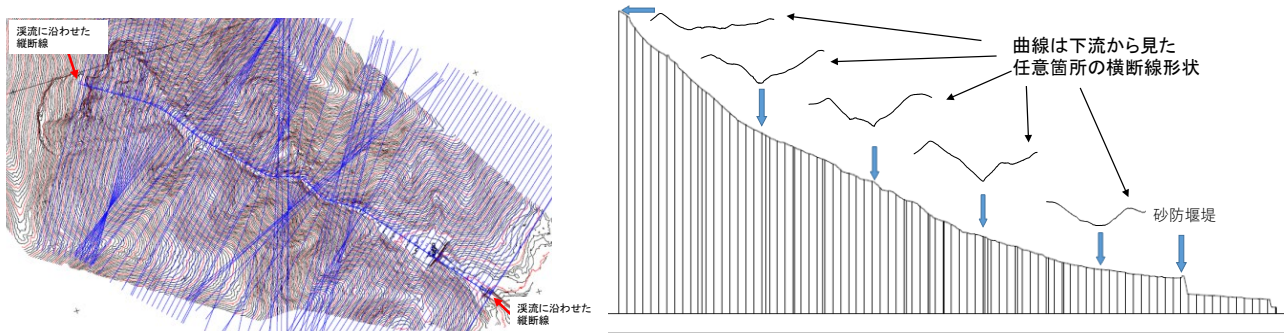 渓流に沿わせた
縦断線
渓流に沿わせた
縦断線
曲線は下流から見た
任意箇所の横断線形状
砂防堰堤